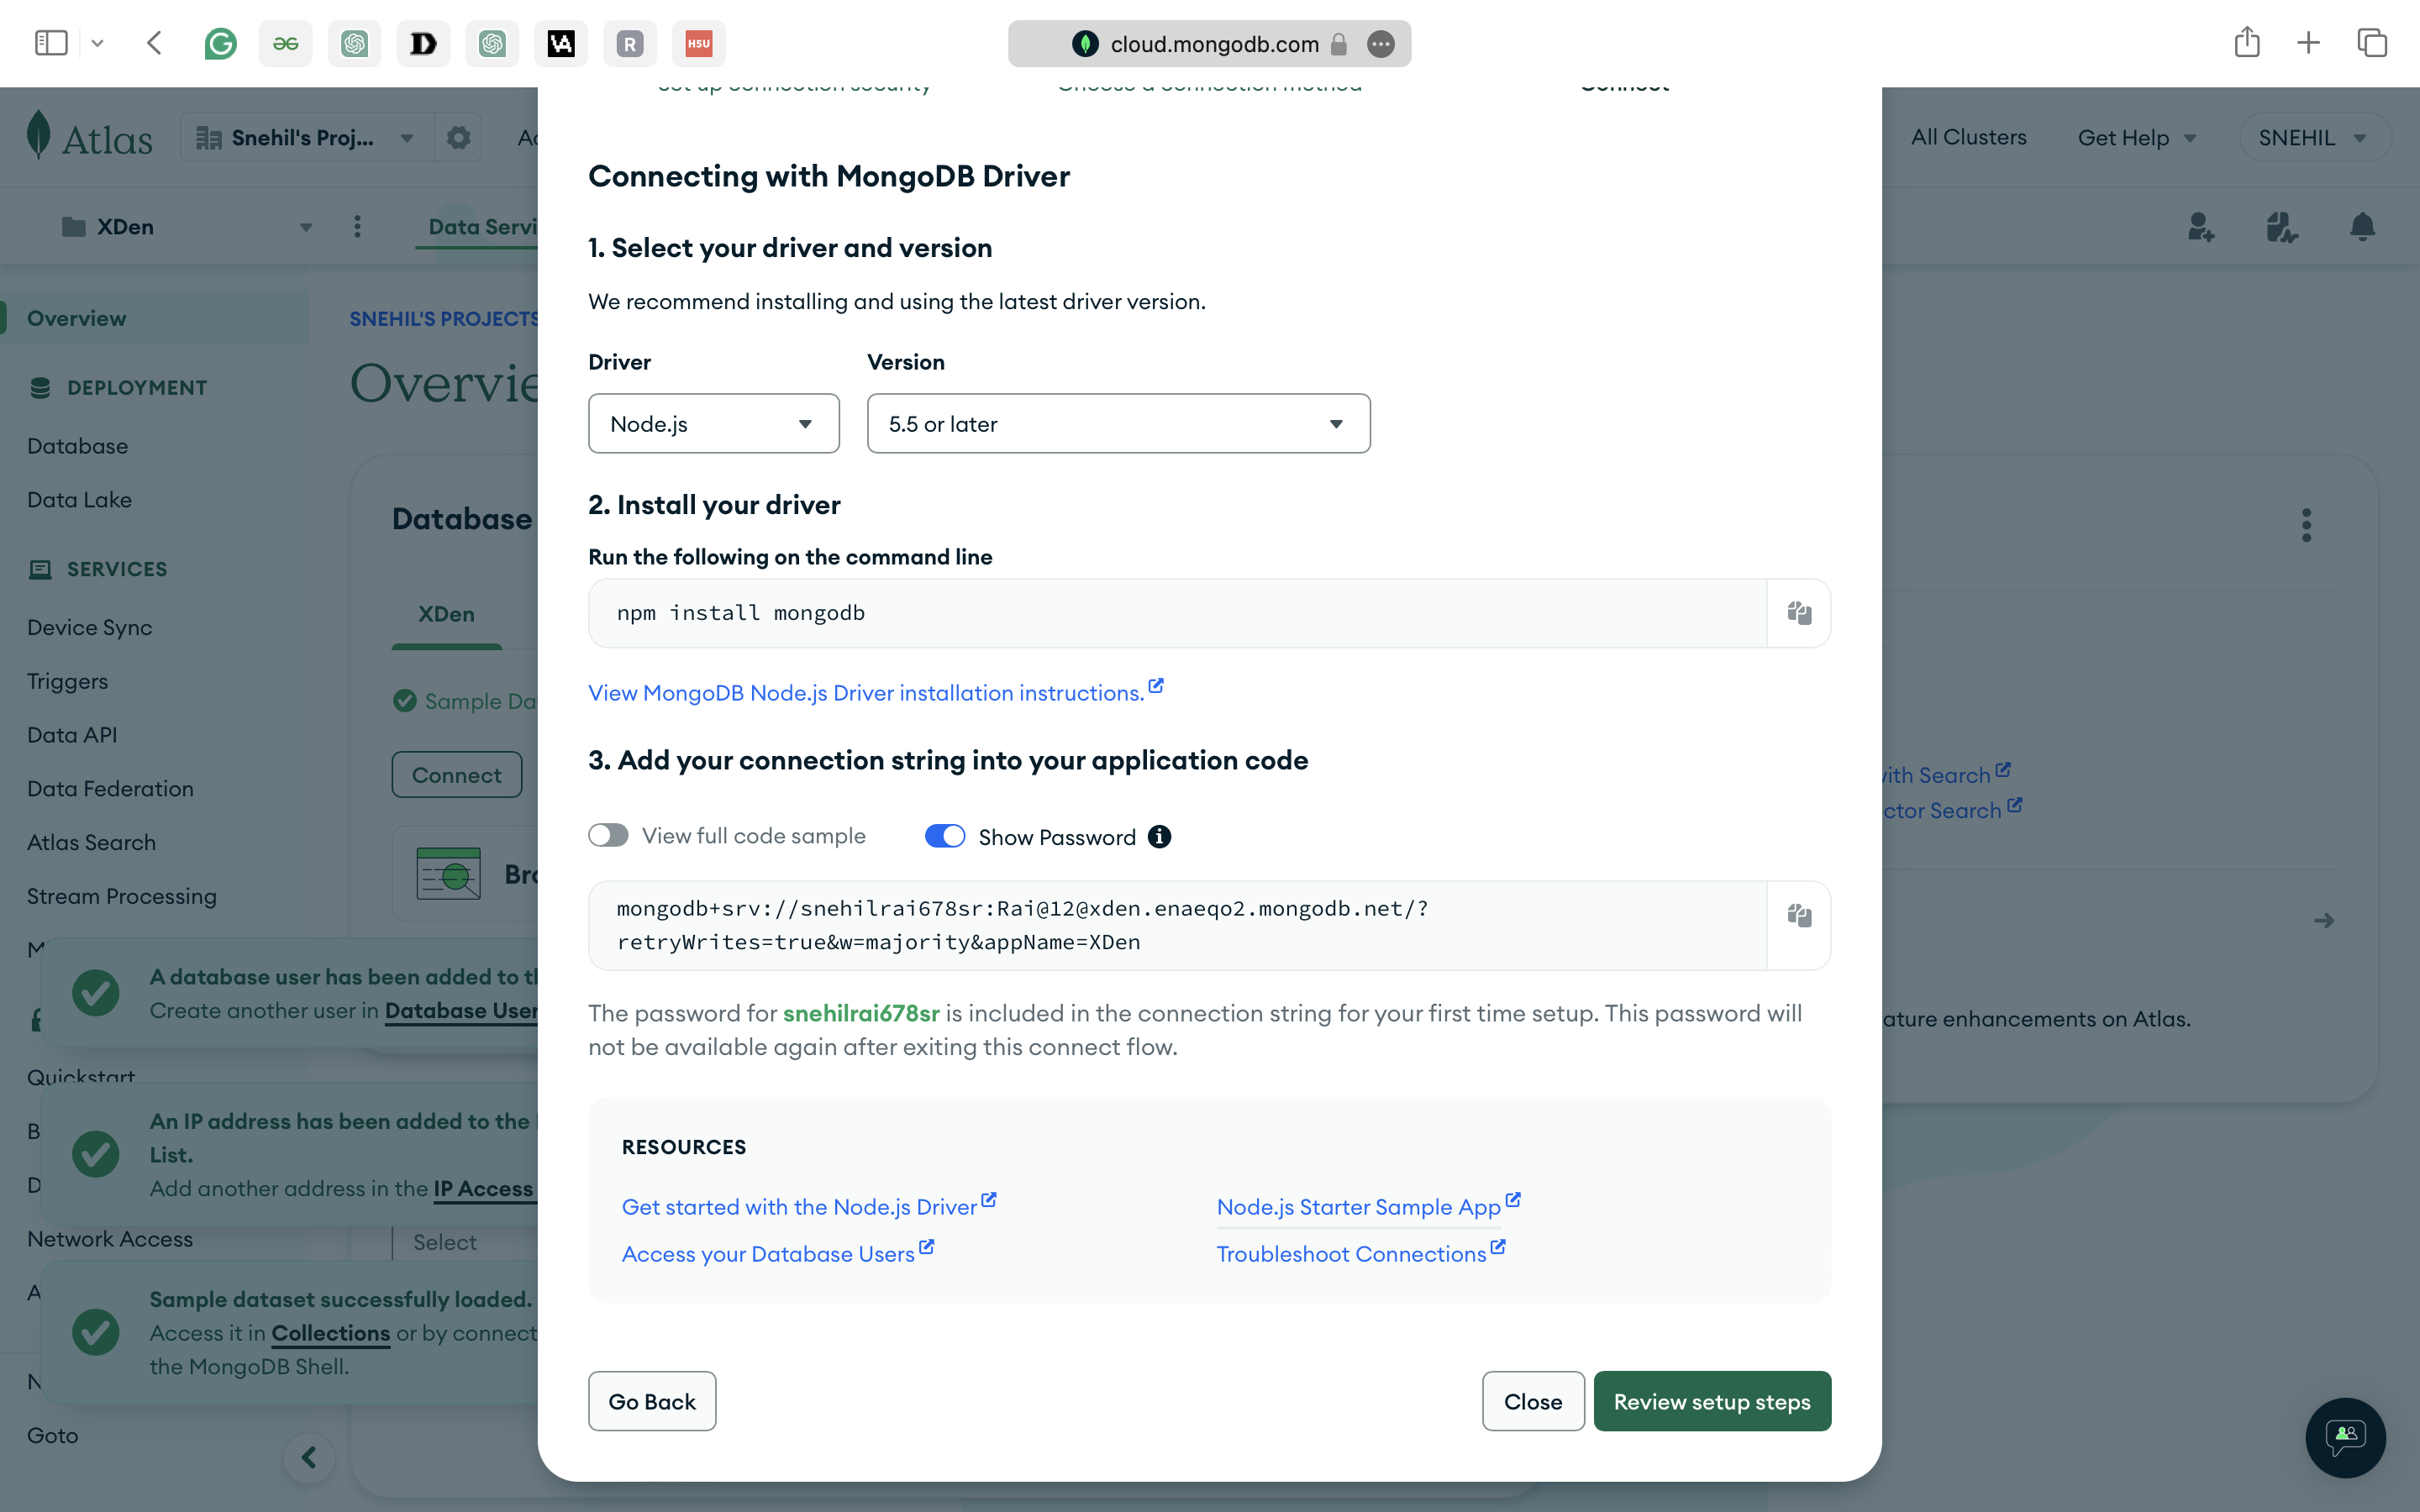 cloud.mongodb.com
H5U
R
Set up connection security
Choose a connection method
Connect
Atlas
Snehil's Proj...
All Clusters
Get Help
SNEHIL
XDen
Data Servi
Overview
DEPLOYMENT
Database
Data Lake
SERVICES
Device Sync
Triggers
Data API
Data Federation
Atlas Search
Stream Processing
Quickstart
Network Access
Goto
SNEHIL'S PROJECTS
Overvie
Database
XDen
Sample Da
Connect
Select
A database user has been added to th
Create another user in Database User
An IP address has been added to the
List.
Add another address in the IP Access
Sample dataset successfully loaded.
Access it in Collections or by connect
the MongoDB Shell.
Connecting with MongoDB Driver
1. Select your driver and version
We recommend installing and using the latest driver version.
Driver
Version
Node.js
5.5 or later
2. Install your driver
Run the following on the command line
npm install mongodb
View MongoDB Node.js Driver installation instructions.
3. Add your connection string into your application code
View full code sample
Show Password
mongodb+srv://snehilrai678sr:Rai@12@xden.enaeqo2.mongodb.net/?
retryWrites=true&w=majority&appName=XDen
The password for snehilrai678sr is included in the connection string for your first time setup. This password will
not be available again after exiting this connect flow.
RESOURCES
Get started with the Node.js Driver
Node.js Starter Sample App
Access your Database Users
Troubleshoot Connections
Go Back
Close
Review setup steps
with Search
ctor Search
ature enhancements on Atlas.